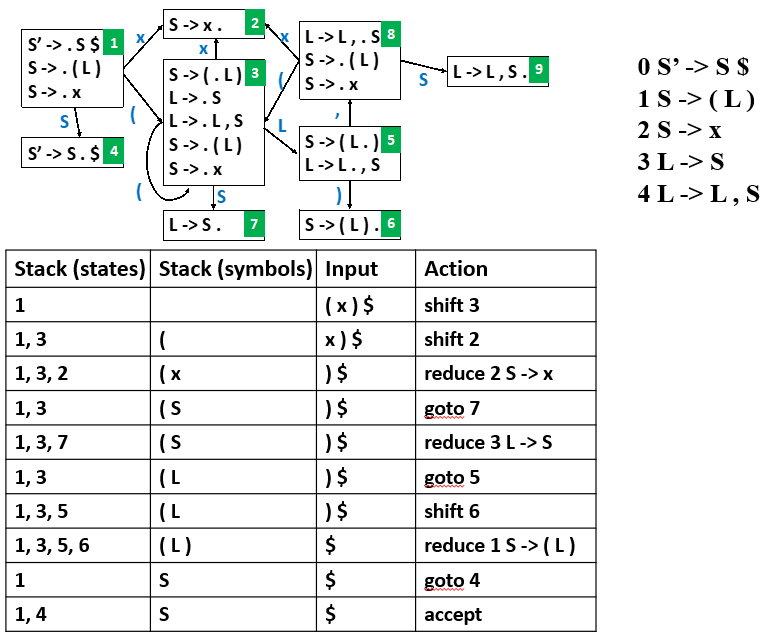 S' -> . S $ 1
S -> . ( L )
S -> . x
S -> x . 2
S -> ( . L ) 3
L -> . S
L -> . L , S
S -> . ( L )
S -> . x
L -> L , . S 8
S -> . ( L )
S -> . x
L -> L , S . 9
S' -> S . $ 4
S -> ( L . ) 5
L -> L . , S
L -> S . 7
S -> ( L ) . 6
x
x
x
(
(
(
S
S
S
L
,
)
0 S’ -> S $
1 S -> ( L )
2 S -> x
3 L -> S
4 L -> L , S
Stack (states) Stack (symbols) Input Action
1 ( x ) $ shift 3
1, 3 ( x ) $ shift 2
1, 3, 2 ( x ) $ reduce 2 S -> x
1, 3 ( S ) $ goto 7
1, 3, 7 ( S ) $ reduce 3 L -> S
1, 3 ( L ) $ goto 5
1, 3, 5 ( L ) $ shift 6
1, 3, 5, 6 ( L ) $ reduce 1 S -> ( L )
1 S $ goto 4
1, 4 S $ accept